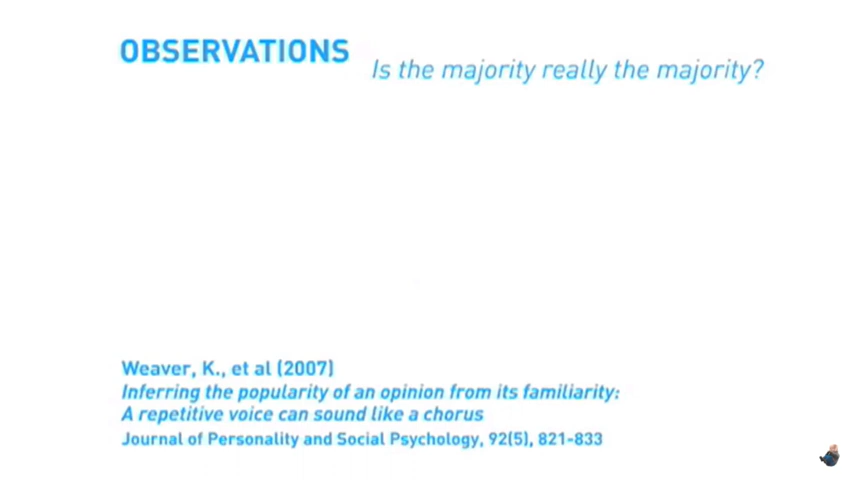 OBSERVATIONS
Is the majority really the majority?
Weaver, K., et al (2007)
Inferring the popularity of an opinion from its familiarity:
A repetitive voice can sound like a chorus
Journal of Personality and Social Psychology, 92(5), 821-833